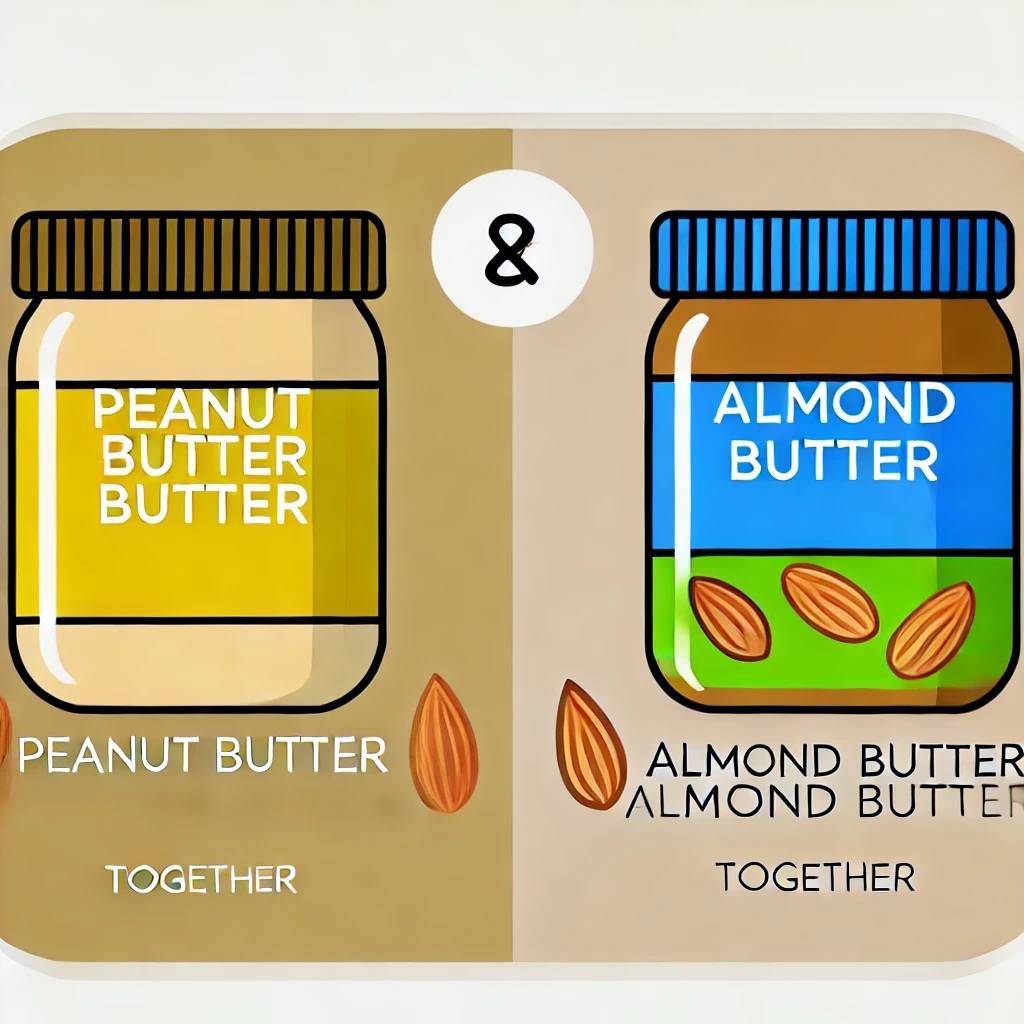 &
PEANUT
BUTTER
BUTTER
ALMOND
BUTTER
PEANUT BUTTER
ALMOND BUTTER
ALMOND BUTTER
TOGETHER
TOGETHER